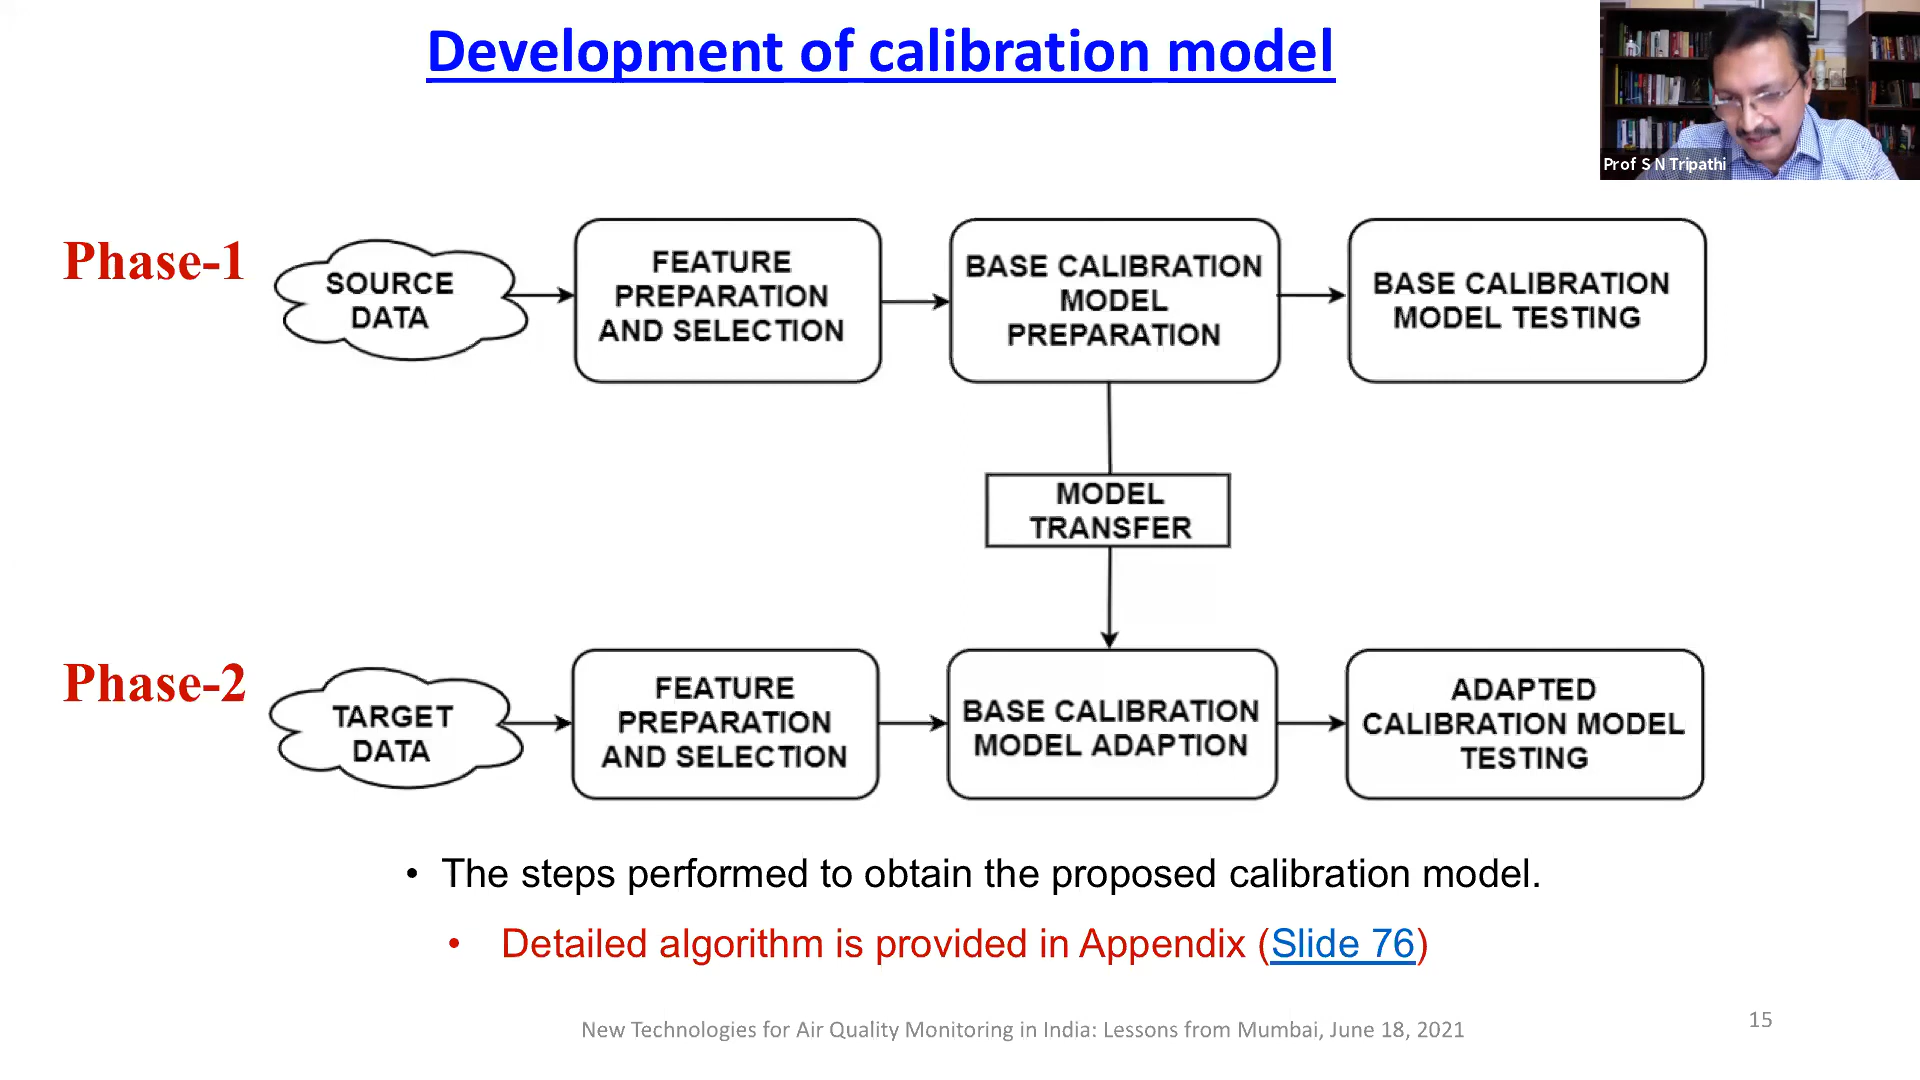 Development of calibration model
Prof S N Tripathi
Phase-1
SOURCE
DATA
FEATURE
PREPARATION
AND SELECTION
BASE CALIBRATION
MODEL
PREPARATION
BASE CALIBRATION
MODEL TESTING
MODEL
TRANSFER
Phase-2
TARGET
DATA
FEATURE
PREPARATION
AND SELECTION
BASE CALIBRATION
MODEL ADAPTION
ADAPTED
CALIBRATION MODEL
TESTING
• The steps performed to obtain the proposed calibration model.
• Detailed algorithm is provided in Appendix (Slide 76)
New Technologies for Air Quality Monitoring in India: Lessons from Mumbai, June 18, 2021
15